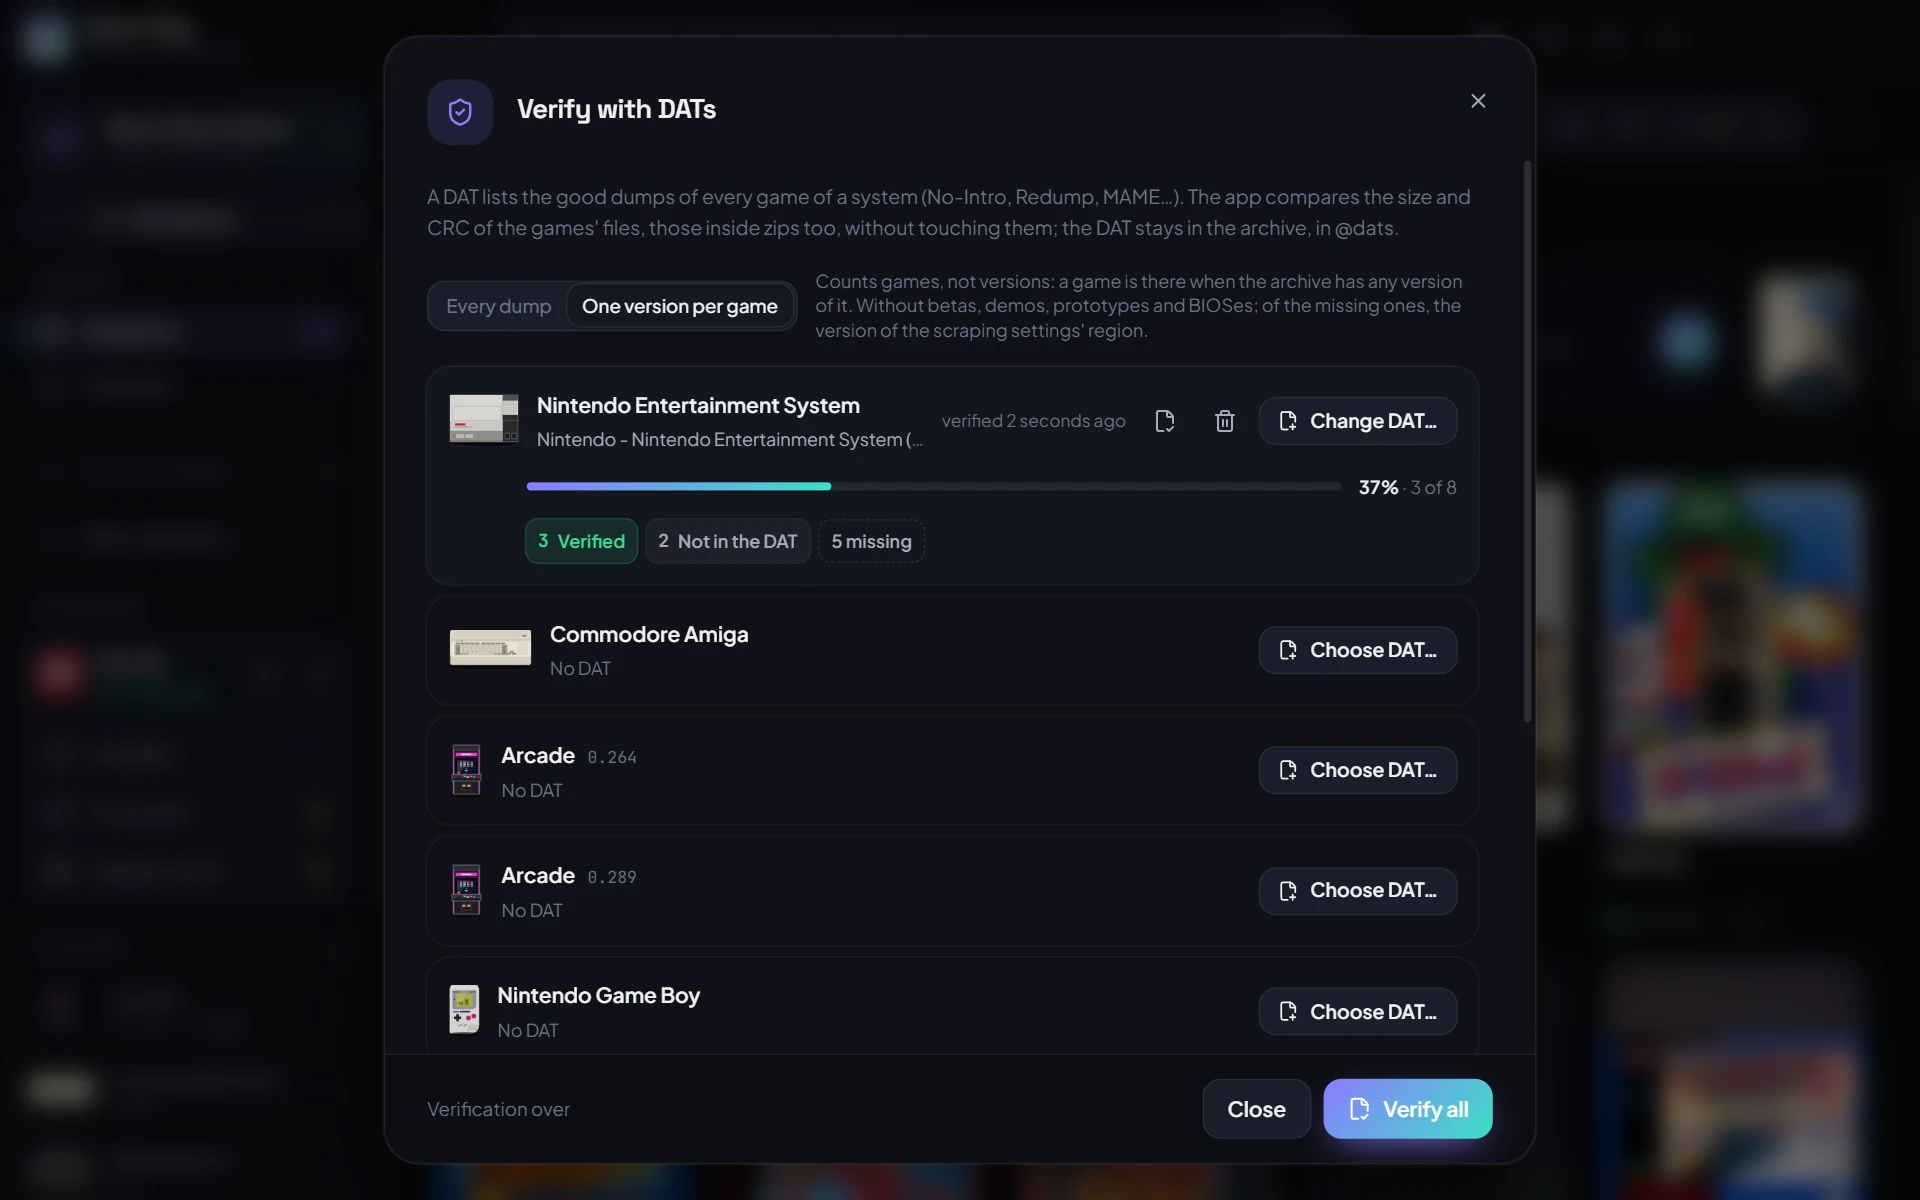 Verify with DATs
A DAT lists the good dumps of every game of a system (No-Intro, Redump, MAME…). The app compares the size and
CRC of the games' files, those inside zips too, without touching them; the DAT stays in the archive, in @dats.
Every dump
One version per game
Counts games, not versions: a game is there when the archive has any version
of it. Without betas, demos, prototypes and BIOSes; of the missing ones, the
version of the scraping settings' region.
Nintendo Entertainment System
Nintendo - Nintendo Entertainment System (…
verified 2 seconds ago
Change DAT…
37% · 3 of 8
3 Verified
2 Not in the DAT
5 missing
Commodore Amiga
No DAT
Choose DAT…
Arcade 0.264
No DAT
Choose DAT…
Arcade 0.289
No DAT
Choose DAT…
Nintendo Game Boy
No DAT
Choose DAT…
Verification over
Close
Verify all